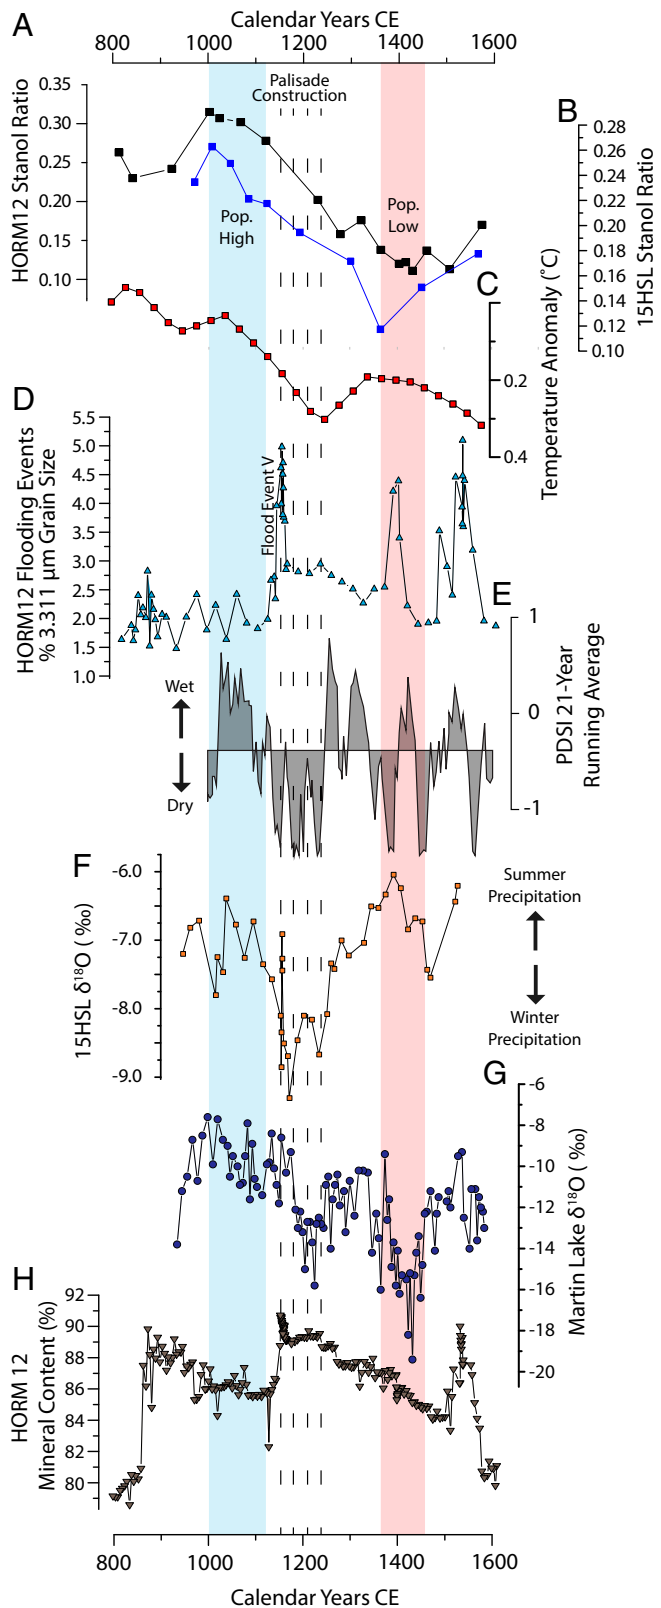 A
Calendar Years CE
800 1000 1200 1400 1600
HORM12 Stanol Ratio
0.35
0.30
0.25
0.20
0.15
0.10
Palisade
Construction
Pop.
High
Pop.
Low
B
15HSL Stanol Ratio
0.28
0.26
0.24
0.22
0.20
0.18
0.16
0.14
0.12
0.10
C
Temperature Anomaly (˚C)
0.2
0.4
D
HORM12 Flooding Events
% 3.311 µm Grain Size
5.5
5.0
4.5
4.0
3.5
3.0
2.5
2.0
1.5
1.0
Flood Event V
E
PDSI 21-Year
Running Average
1
0
-1
Wet
Dry
F
15HSL δ¹⁸O ( ‰)
-6.0
-7.0
-8.0
-9.0
Summer
Precipitation
Winter
Precipitation
G
Martin Lake δ¹⁸O ( ‰)
-6
-8
-10
-12
-14
-16
-18
-20
H
HORM 12
Mineral Content (%)
92
90
88
86
84
82
80
800 1000 1200 1400 1600
Calendar Years CE